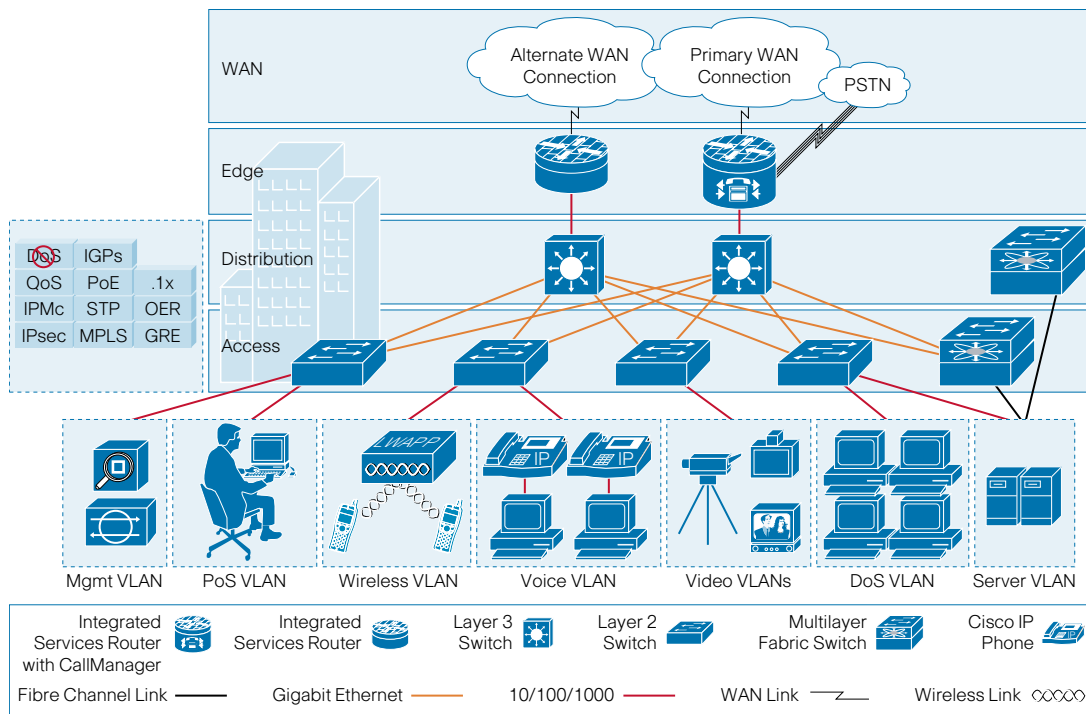 WAN
Alternate WAN
Connection
Primary WAN
Connection
PSTN
Edge
Distribution
Access
DoS IGPs
QoS PoE .1x
IPMc STP OER
IPsec MPLS GRE
LWAPP
IP
IP
Mgmt VLAN
PoS VLAN
Wireless VLAN
Voice VLAN
Video VLANs
DoS VLAN
Server VLAN
Integrated
Services Router
with CallManager
Integrated
Services Router
Layer 3
Switch
Layer 2
Switch
Multilayer
Fabric Switch
Cisco IP
Phone
Fibre Channel Link
Gigabit Ethernet
10/100/1000
WAN Link
Wireless Link